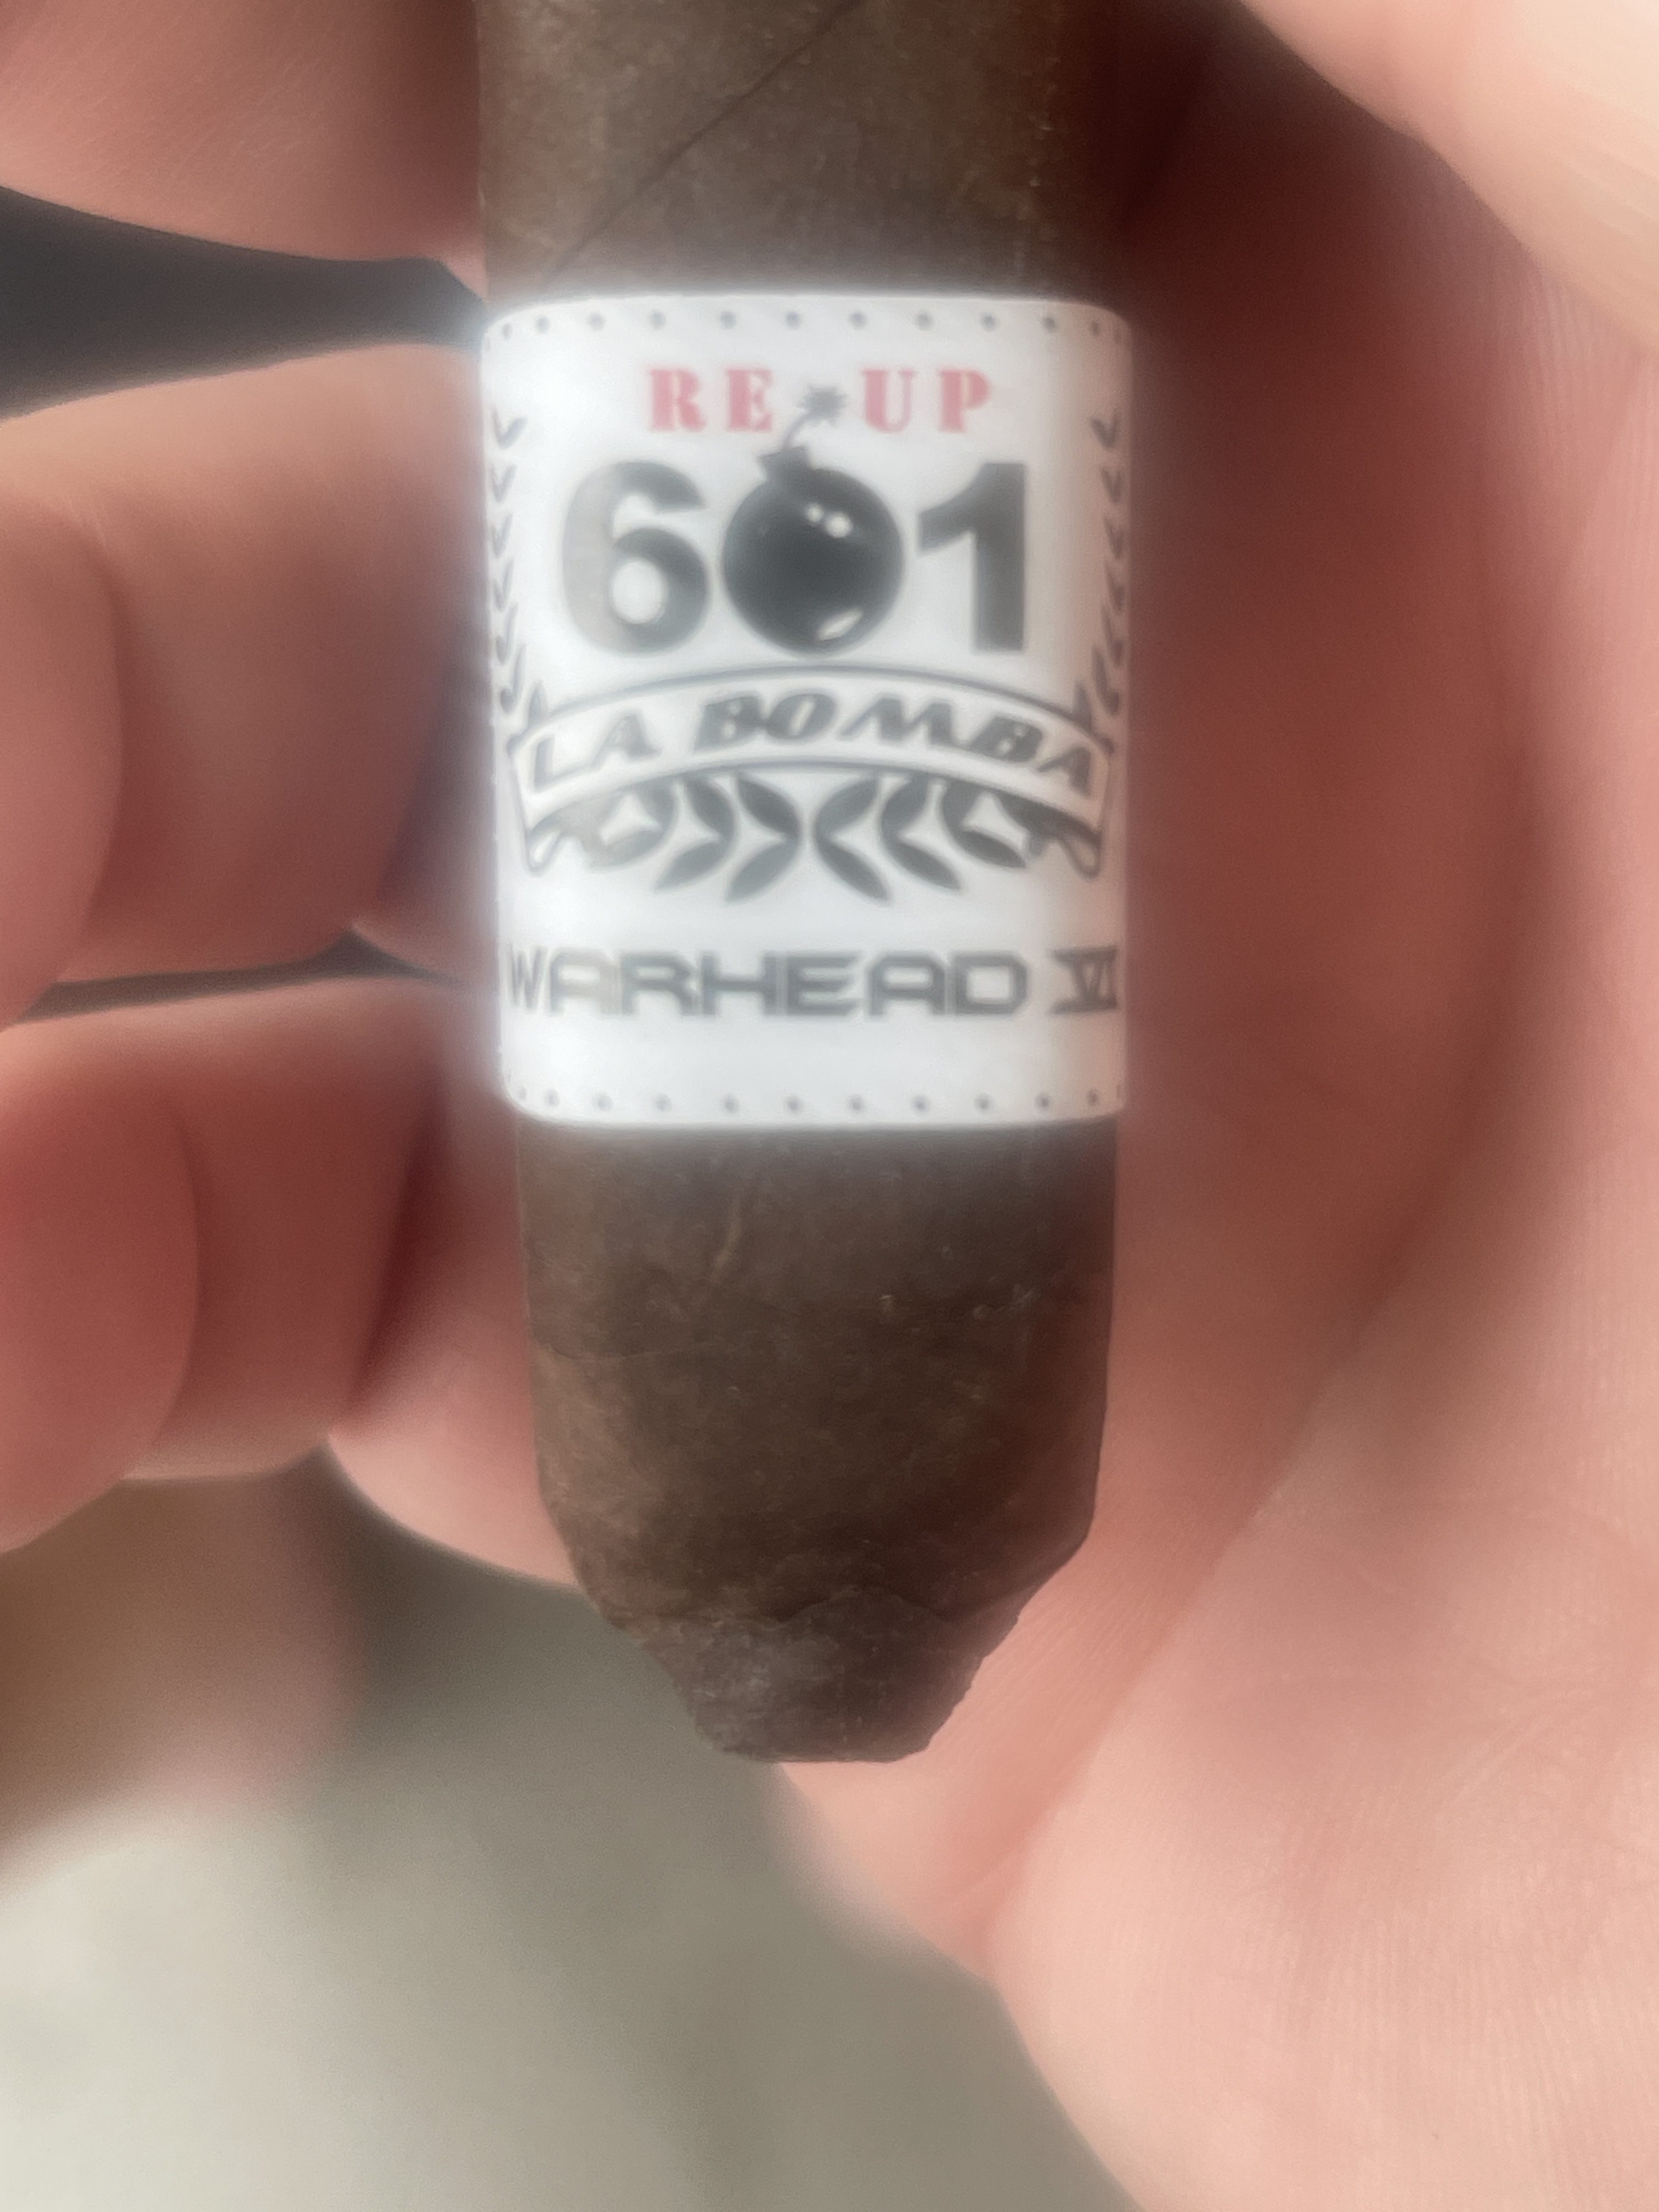 RE UP
601
LA BOMBA
WARHEAD VI